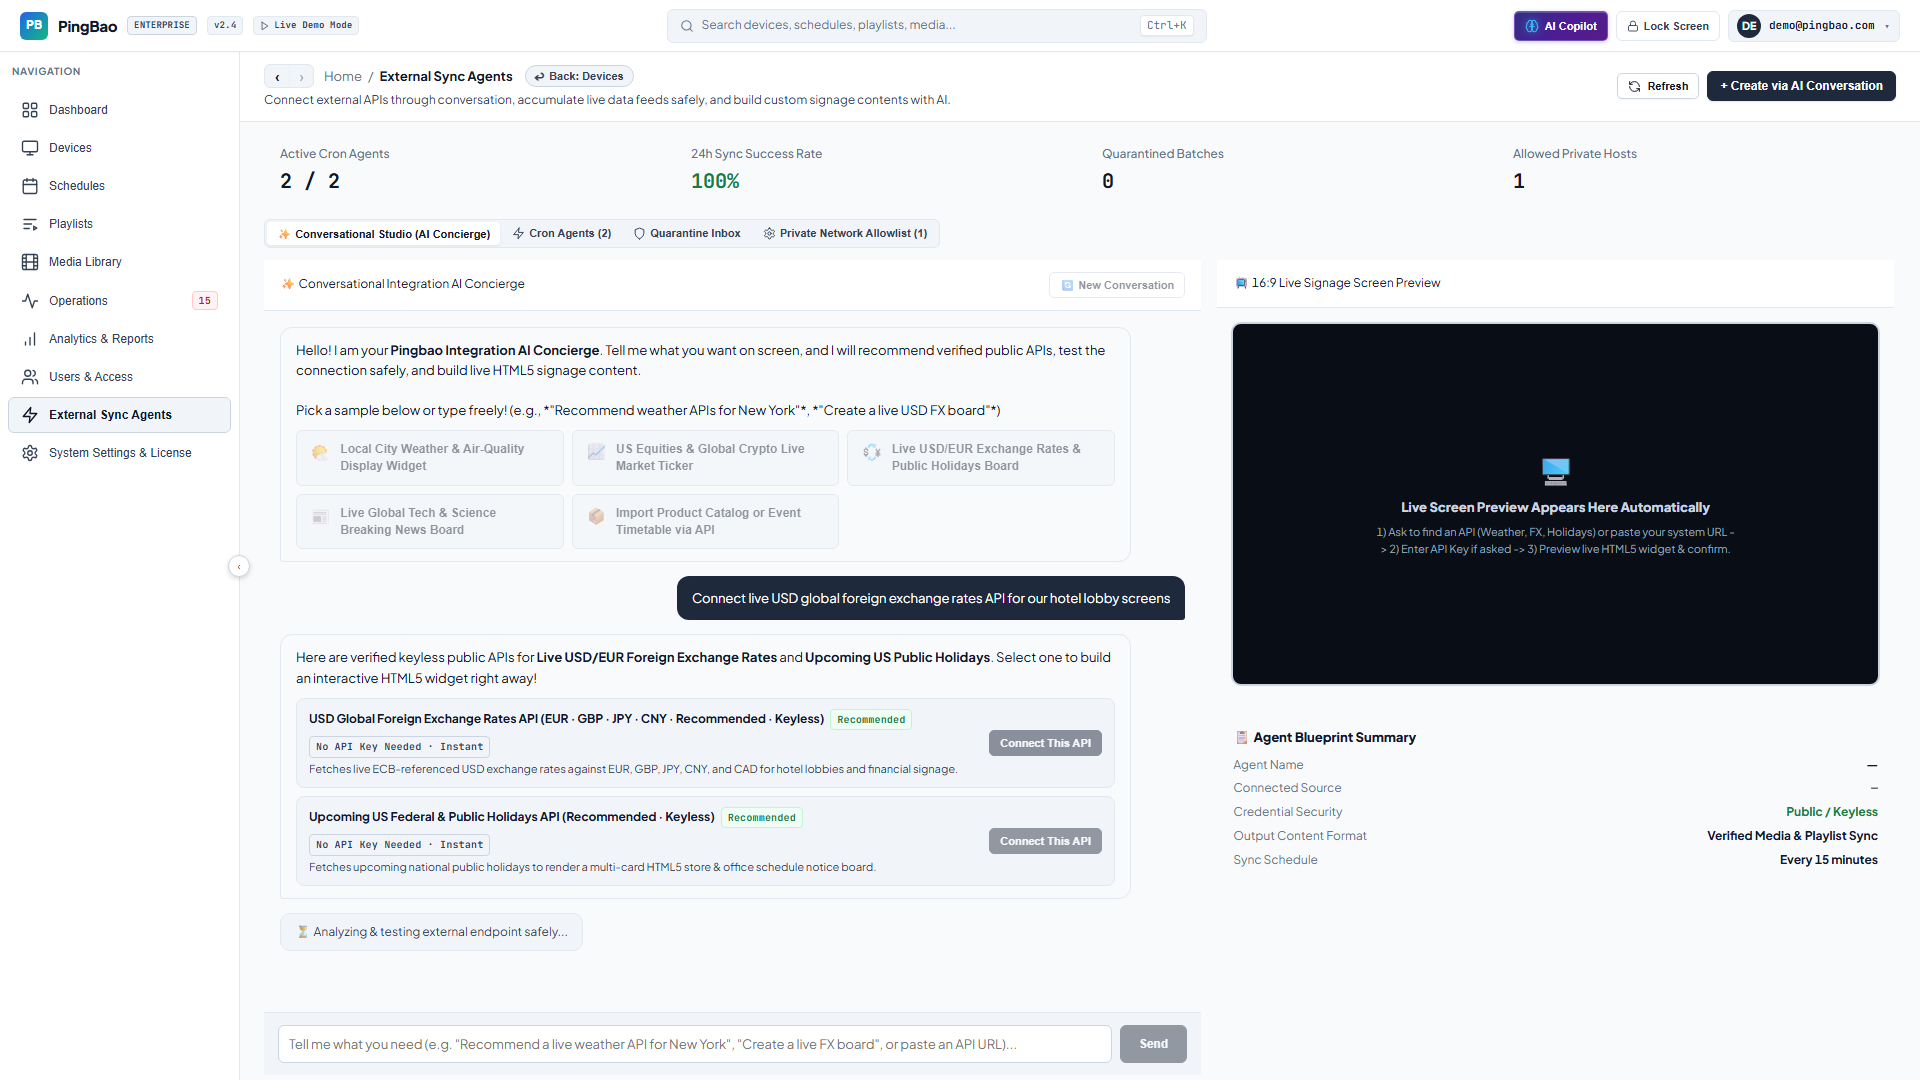 PB PingBao ENTERPRISE v2.4 Live Demo Mode
Search devices, schedules, playlists, media... Ctrl+K
AI Copilot Lock Screen DE demo@pingbao.com
NAVIGATION
Dashboard
Devices
Schedules
Playlists
Media Library
Operations 15
Analytics & Reports
Users & Access
External Sync Agents
System Settings & License
Home / External Sync Agents Back: Devices
Connect external APIs through conversation, accumulate live data feeds safely, and build custom signage contents with AI.
Refresh + Create via AI Conversation
Active Cron Agents
2 / 2
24h Sync Success Rate
100%
Quarantined Batches
0
Allowed Private Hosts
1
Conversational Studio (AI Concierge) Cron Agents (2) Quarantine Inbox Private Network Allowlist (1)
Conversational Integration AI Concierge New Conversation
Hello! I am your Pingbao Integration AI Concierge. Tell me what you want on screen, and I will recommend verified public APIs, test the
connection safely, and build live HTML5 signage content.
Pick a sample below or type freely! (e.g., *"Recommend weather APIs for New York"*, *"Create a live USD FX board"*)
Local City Weather & Air-Quality
Display Widget
US Equities & Global Crypto Live
Market Ticker
Live USD/EUR Exchange Rates &
Public Holidays Board
Live Global Tech & Science
Breaking News Board
Import Product Catalog or Event
Timetable via API
Connect live USD global foreign exchange rates API for our hotel lobby screens
Here are verified keyless public APIs for Live USD/EUR Foreign Exchange Rates and Upcoming US Public Holidays. Select one to build
an interactive HTML5 widget right away!
USD Global Foreign Exchange Rates API (EUR · GBP · JPY · CNY · Recommended · Keyless) Recommended
No API Key Needed · Instant
Fetches live ECB-referenced USD exchange rates against EUR, GBP, JPY, CNY, and CAD for hotel lobbies and financial signage.
Connect This API
Upcoming US Federal & Public Holidays API (Recommended · Keyless) Recommended
No API Key Needed · Instant
Fetches upcoming national public holidays to render a multi-card HTML5 store & office schedule notice board.
Connect This API
Analyzing & testing external endpoint safely...
Tell me what you need (e.g. "Recommend a live weather API for New York", "Create a live FX board", or paste an API URL)...
Send
16:9 Live Signage Screen Preview
Live Screen Preview Appears Here Automatically
1) Ask to find an API (Weather, FX, Holidays) or paste your system URL -
> 2) Enter API Key if asked -> 3) Preview live HTML5 widget & confirm.
Agent Blueprint Summary
Agent Name —
Connected Source –
Credential Security Public / Keyless
Output Content Format Verified Media & Playlist Sync
Sync Schedule Every 15 minutes